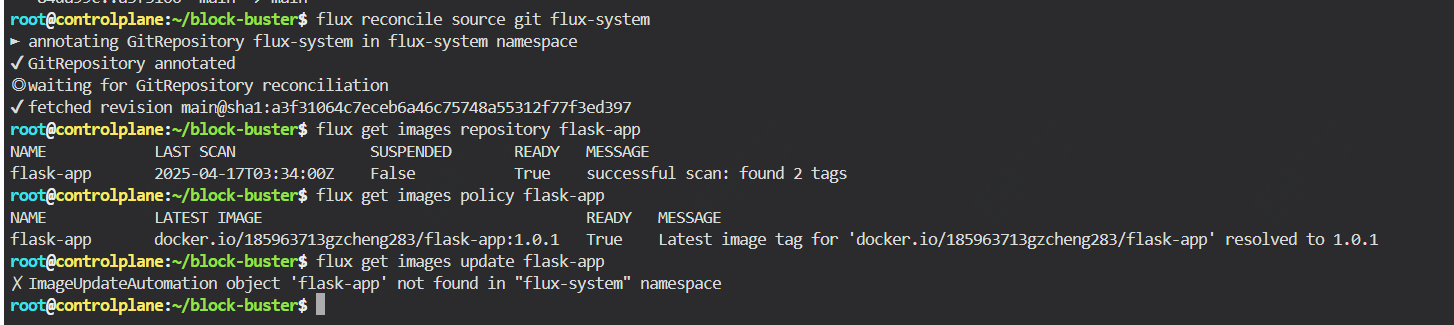 root@controlplane:~/block-buster$ flux reconcile source git flux-system
► annotating GitRepository flux-system in flux-system namespace
✔ GitRepository annotated
◎ waiting for GitRepository reconciliation
✔ fetched revision main@sha1:a3f31064c7eceb6a46c75748a55312f77f3ed397
root@controlplane:~/block-buster$ flux get images repository flask-app
NAME LAST SCAN SUSPENDED READY MESSAGE
flask-app 2025-04-17T03:34:00Z False True successful scan: found 2 tags
root@controlplane:~/block-buster$ flux get images policy flask-app
NAME LATEST IMAGE READY MESSAGE
flask-app docker.io/185963713gzcheng283/flask-app:1.0.1 True Latest image tag for 'docker.io/185963713gzcheng283/flask-app' resolved to 1.0.1
root@controlplane:~/block-buster$ flux get images update flask-app
✗ ImageUpdateAutomation object 'flask-app' not found in "flux-system" namespace
root@controlplane:~/block-buster$